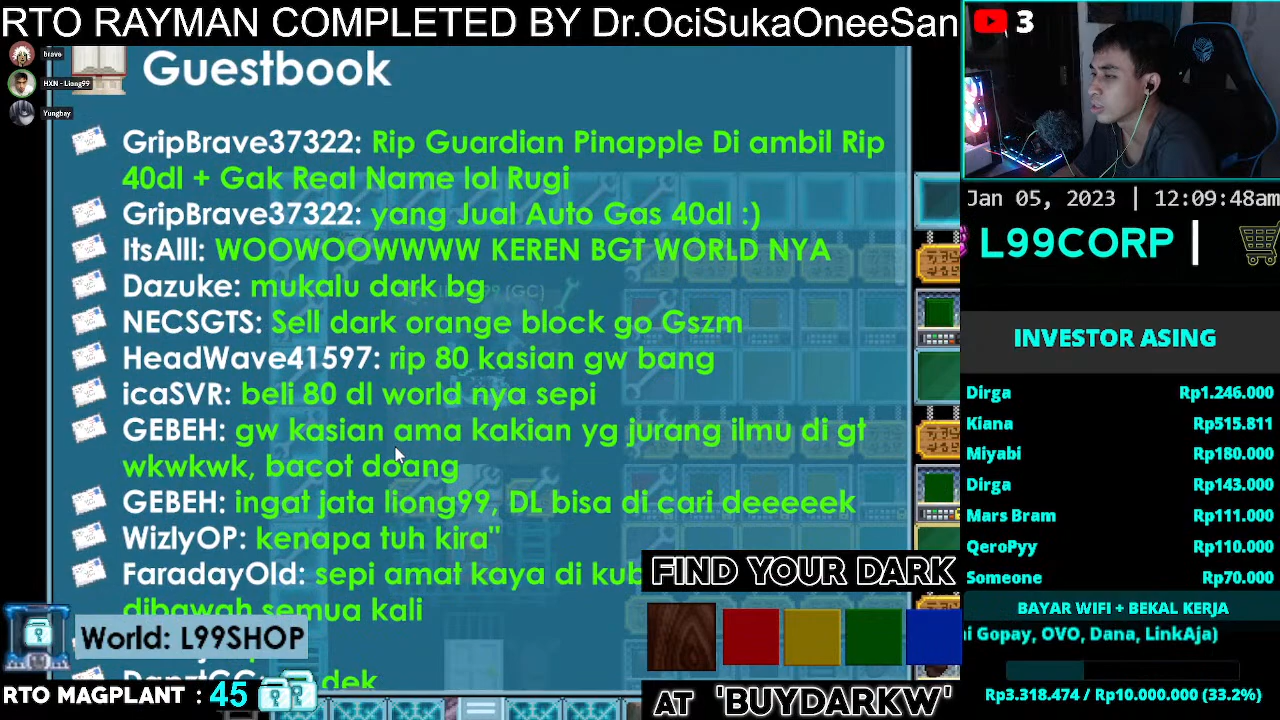 RTO RAYMAN COMPLETED BY Dr.OciSukaOneeSan
brave
HXN - Liong99
Yungbay
Guestbook
GripBrave37322: Rip Guardian Pinapple Di ambil Rip
40dl + Gak Real Name lol Rugi
GripBrave37322: yang Jual Auto Gas 40dl :)
ItsAlll: WOOWOOWWWW KEREN BGT WORLD NYA
Dazuke: mukalu dark bg
NECSGTS: Sell dark orange block go Gszm
HeadWave41597: rip 80 kasian gw bang
icaSVR: beli 80 dl world nya sepi
GEBEH: gw kasian ama kakian yg jurang ilmu di gt
wkwkwk, bacot doang
GEBEH: ingat jata liong99, DL bisa di cari deeeeek
WizlyOP: kenapa tuh kira"
FaradayOld: sepi amat kaya di kub
dibawah semua kali
dek
World: L99SHOP
RTO MAGPLANT : 45
FIND YOUR DARK
AT 'BUYDARKW'
3
Jan 05, 2023 | 12:09:48am
L99CORP |
INVESTOR ASING
Dirga Rp1.246.000
Kiana Rp515.811
Miyabi Rp180.000
Dirga Rp143.000
Mars Bram Rp111.000
QeroPyy Rp110.000
Someone Rp70.000
BAYAR WIFI + BEKAL KERJA
i Gopay, OVO, Dana, LinkAja)
Rp3.318.474 / Rp10.000.000 (33.2%)